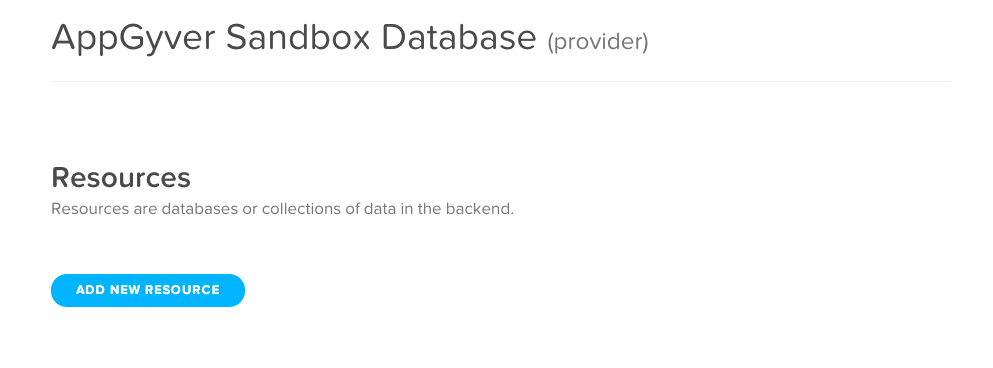 AppGyver Sandbox Database (provider)
Resources
Resources are databases or collections of data in the backend.
ADD NEW RESOURCE